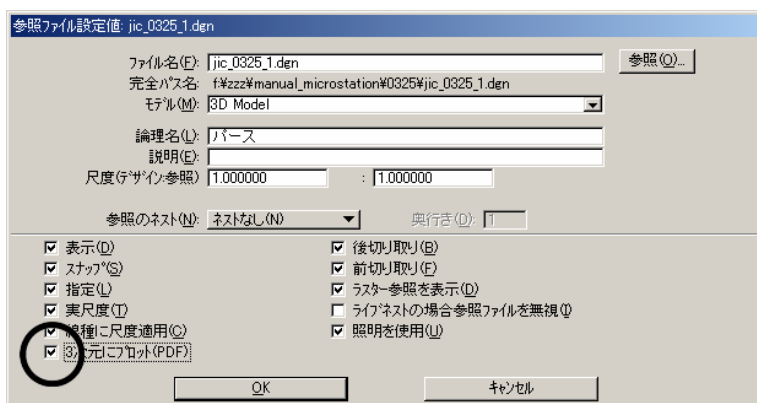 参照ファイル設定値: jic_0325_1.dgn
ファイル名(F): jic_0325_1.dgn 参照(O)...
完全パス名: f:¥zzz¥manual_microstation¥0325¥jic_0325_1.dgn
モデル(M): 3D Model
論理名(L): パース
説明(E):
尺度(デザイン:参照) 1.000000 : 1.000000
参照のネスト(N): ネストなし(N) 奥行き(D): 1
表示(D) 後切り取り(B)
スナップ(S) 前切り取り(F)
指定(L) ラスター参照を表示(D)
実尺度(T) ライブネストの場合参照ファイルを無視(I)
線種に尺度適用(C) 照明を使用(U)
3次元にプロット(PDF)
OK キャンセル